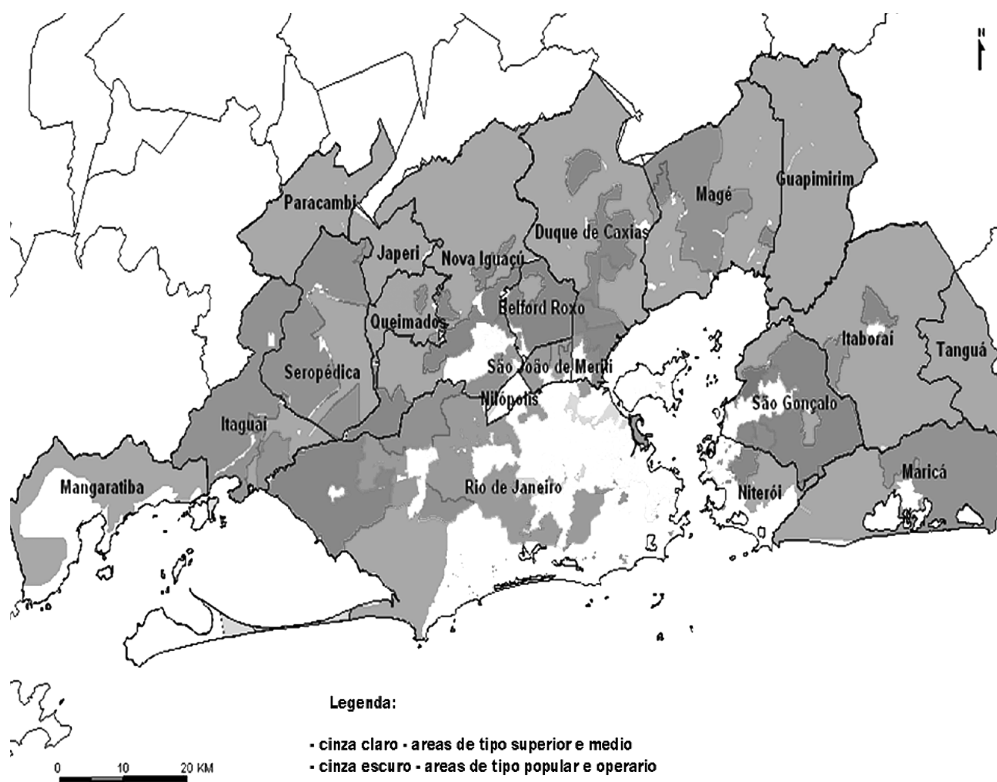 N
Paracambi
Guapimirim
Magé
Duque de Caxias
Japeri
Nova Iguaçú
Belford Roxo
Queimados
Itaboraí
Tanguá
São João de Meriti
Seropédica
Nilópolis
São Gonçalo
Itaguaí
Maricá
Mangaratiba
Rio de Janeiro
Niterói
Legenda:
- cinza claro - areas de tipo superior e medio
- cinza escuro - areas de tipo popular e operario
0 10 20 KM